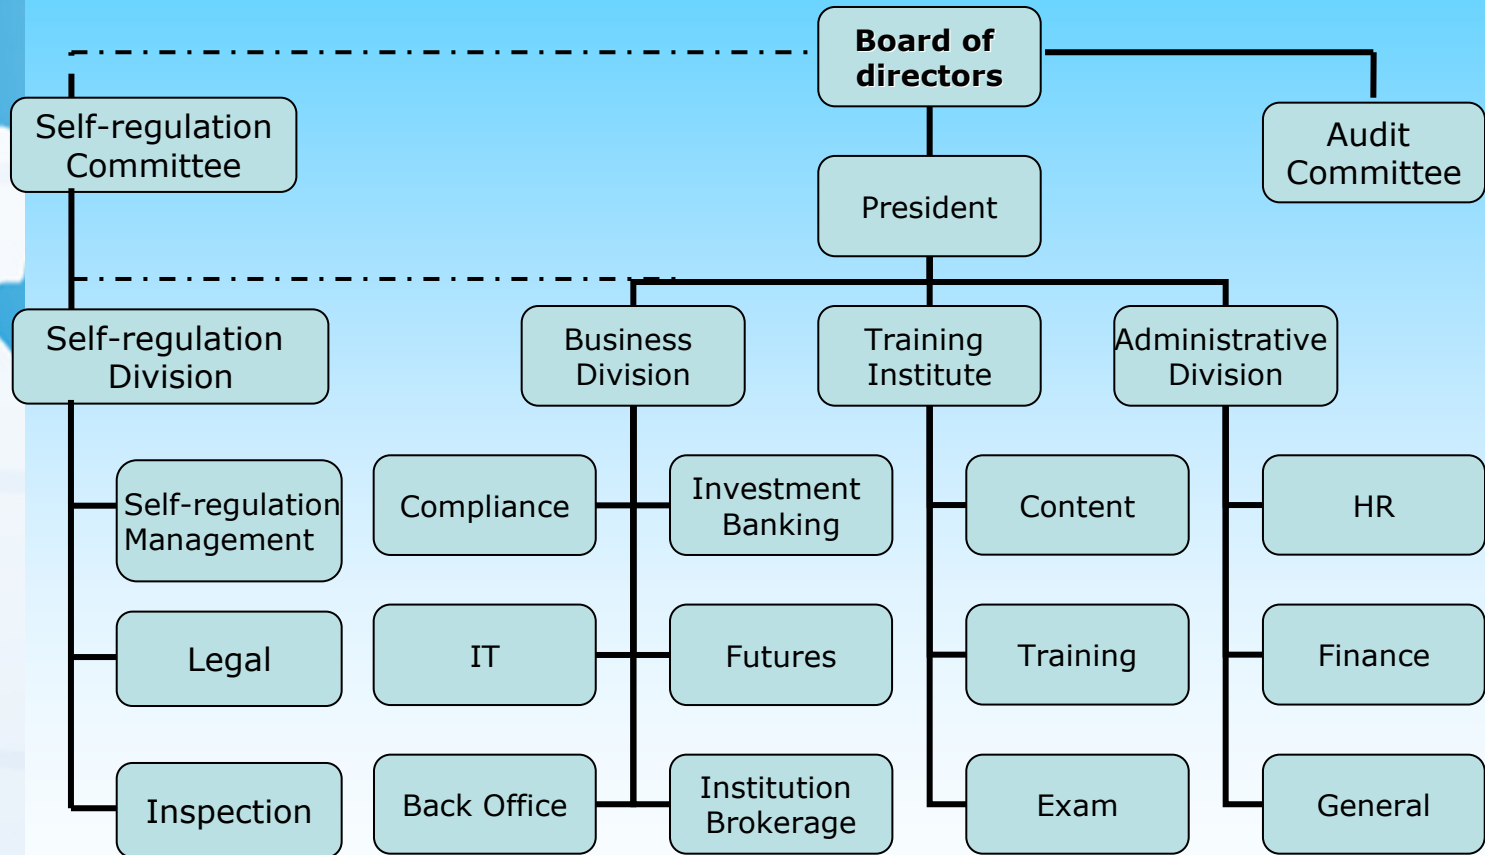 Board of
directors
Self-regulation
Committee
Audit
Committee
President
Self-regulation
Division
Business
Division
Training
Institute
Administrative
Division
Self-regulation
Management
Compliance
Investment
Banking
Content
HR
Legal
IT
Futures
Training
Finance
Inspection
Back Office
Institution
Brokerage
Exam
General